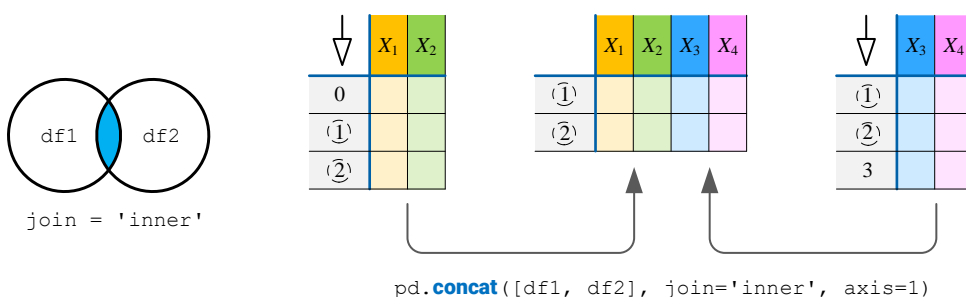 X₁ X₂
0
1
2
X₁ X₂ X₃ X₄
1
2
X₃ X₄
1
2
3
df1 df2
join = 'inner'
pd.concat([df1, df2], join='inner', axis=1)